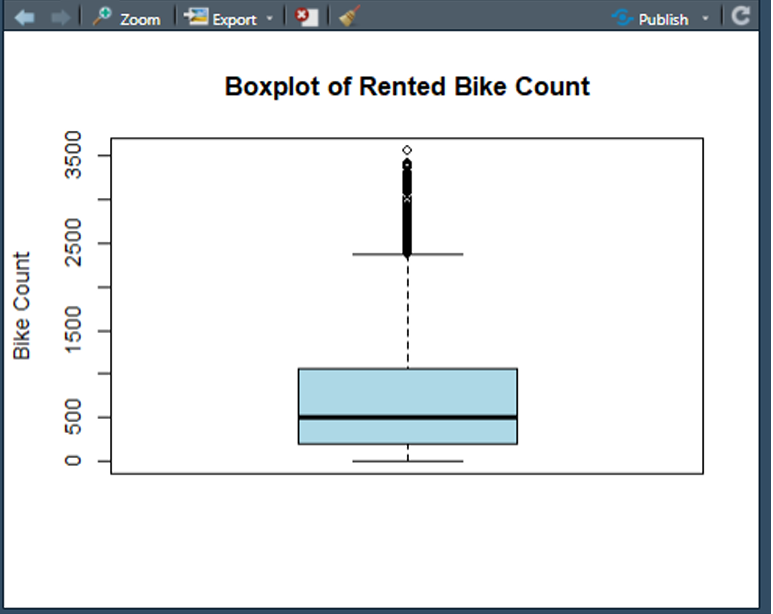 Zoom Export Publish
Boxplot of Rented Bike Count
Bike Count
3500
2500
1500
500
0